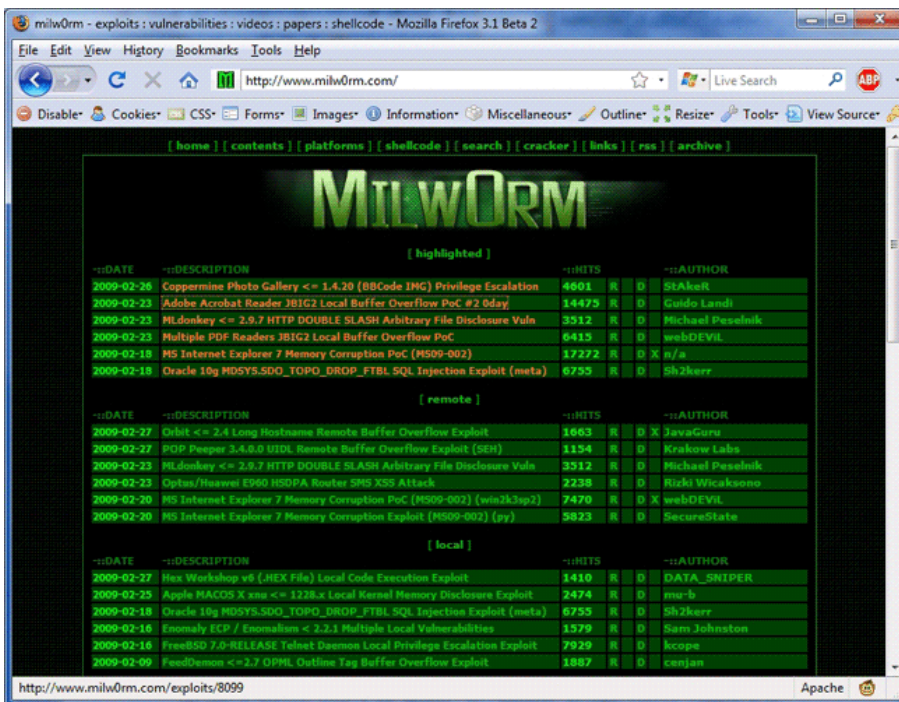 milw0rm - exploits : vulnerabilities : videos : papers : shellcode - Mozilla Firefox 3.1 Beta 2
File Edit View History Bookmarks Tools Help
http://www.milw0rm.com/ Live Search ABP
Disable Cookies CSS Forms Images Information Miscellaneous Outline Resize Tools View Source
[ home ] [ contents ] [ platforms ] [ shellcode ] [ search ] [ cracker ] [ links ] [ rss ] [ archive ]
MILW0RM
[ highlighted ]
-::DATE -::DESCRIPTION -::HITS -::AUTHOR
2009-02-26 Coppermine Photo Gallery <= 1.4.20 (BBCode IMG) Privilege Escalation 4601 R D StAkeR
2009-02-23 Adobe Acrobat Reader JBIG2 Local Buffer Overflow PoC #2 0day 14475 R D Guido Landi
2009-02-23 MLdonkey <= 2.9.7 HTTP DOUBLE SLASH Arbitrary File Disclosure Vuln 3512 R D Michael Peselnik
2009-02-23 Multiple PDF Readers JBIG2 Local Buffer Overflow PoC 6415 R D webDEViL
2009-02-18 MS Internet Explorer 7 Memory Corruption PoC (MS09-002) 17272 R D X n/a
2009-02-18 Oracle 10g MDSYS.SDO_TOPO_DROP_FTBL SQL Injection Exploit (meta) 6755 R D Sh2kerr
[ remote ]
-::DATE -::DESCRIPTION -::HITS -::AUTHOR
2009-02-27 Orbit <= 2.4 Long Hostname Remote Buffer Overflow Exploit 1663 R D X JavaGuru
2009-02-27 POP Peeper 3.4.0.0 UIDL Remote Buffer Overflow Exploit (SEH) 1154 R D Krakow Labs
2009-02-23 MLdonkey <= 2.9.7 HTTP DOUBLE SLASH Arbitrary File Disclosure Vuln 3512 R D Michael Peselnik
2009-02-23 Optus/Huawei E960 HSDPA Router SMS XSS Attack 2238 R D Rizki Wicaksono
2009-02-20 MS Internet Explorer 7 Memory Corruption PoC (MS09-002) (win2k3sp2) 7470 R D X webDEViL
2009-02-20 MS Internet Explorer 7 Memory Corruption Exploit (MS09-002) (py) 5823 R D SecureState
[ local ]
-::DATE -::DESCRIPTION -::HITS -::AUTHOR
2009-02-27 Hex Workshop v6 (.HEX File) Local Code Execution Exploit 1410 R D DATA_SNIPER
2009-02-25 Apple MACOS X xnu <= 1228.x Local Kernel Memory Disclosure Exploit 2474 R D mu-b
2009-02-18 Oracle 10g MDSYS.SDO_TOPO_DROP_FTBL SQL Injection Exploit (meta) 6755 R D Sh2kerr
2009-02-16 Enomaly ECP / Enomalism < 2.2.1 Multiple Local Vulnerabilities 1579 R D Sam Johnston
2009-02-16 FreeBSD 7.0-RELEASE Telnet Daemon Local Privilege Escalation Exploit 7929 R D kcope
2009-02-09 FeedDemon <=2.7 OPML Outline Tag Buffer Overflow Exploit 1887 R D cenjan
http://www.milw0rm.com/exploits/8099 Apache